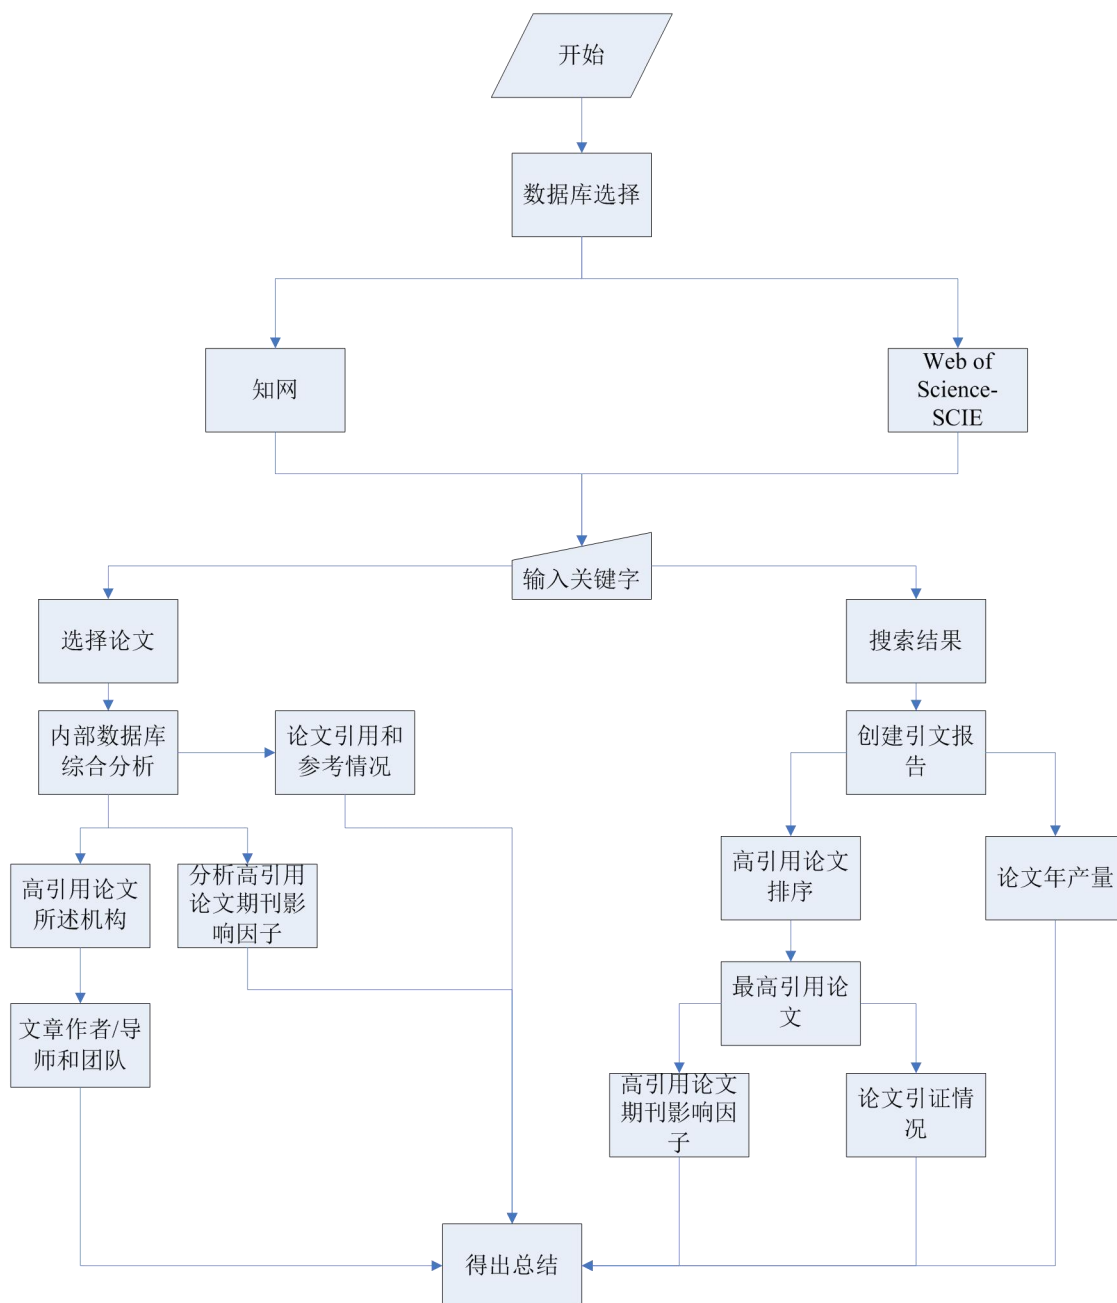 开始
数据库选择
知网
Web of
Science-
SCIE
输入关键字
选择论文
搜索结果
内部数据库
综合分析
论文引用和
参考情况
创建引文报
告
高引用论文
所述机构
分析高引用
论文期刊影
响因子
高引用论文
排序
论文年产量
文章作者/导
师和团队
最高引用论
文
高引用论文
期刊影响因
子
论文引证情
况
得出总结